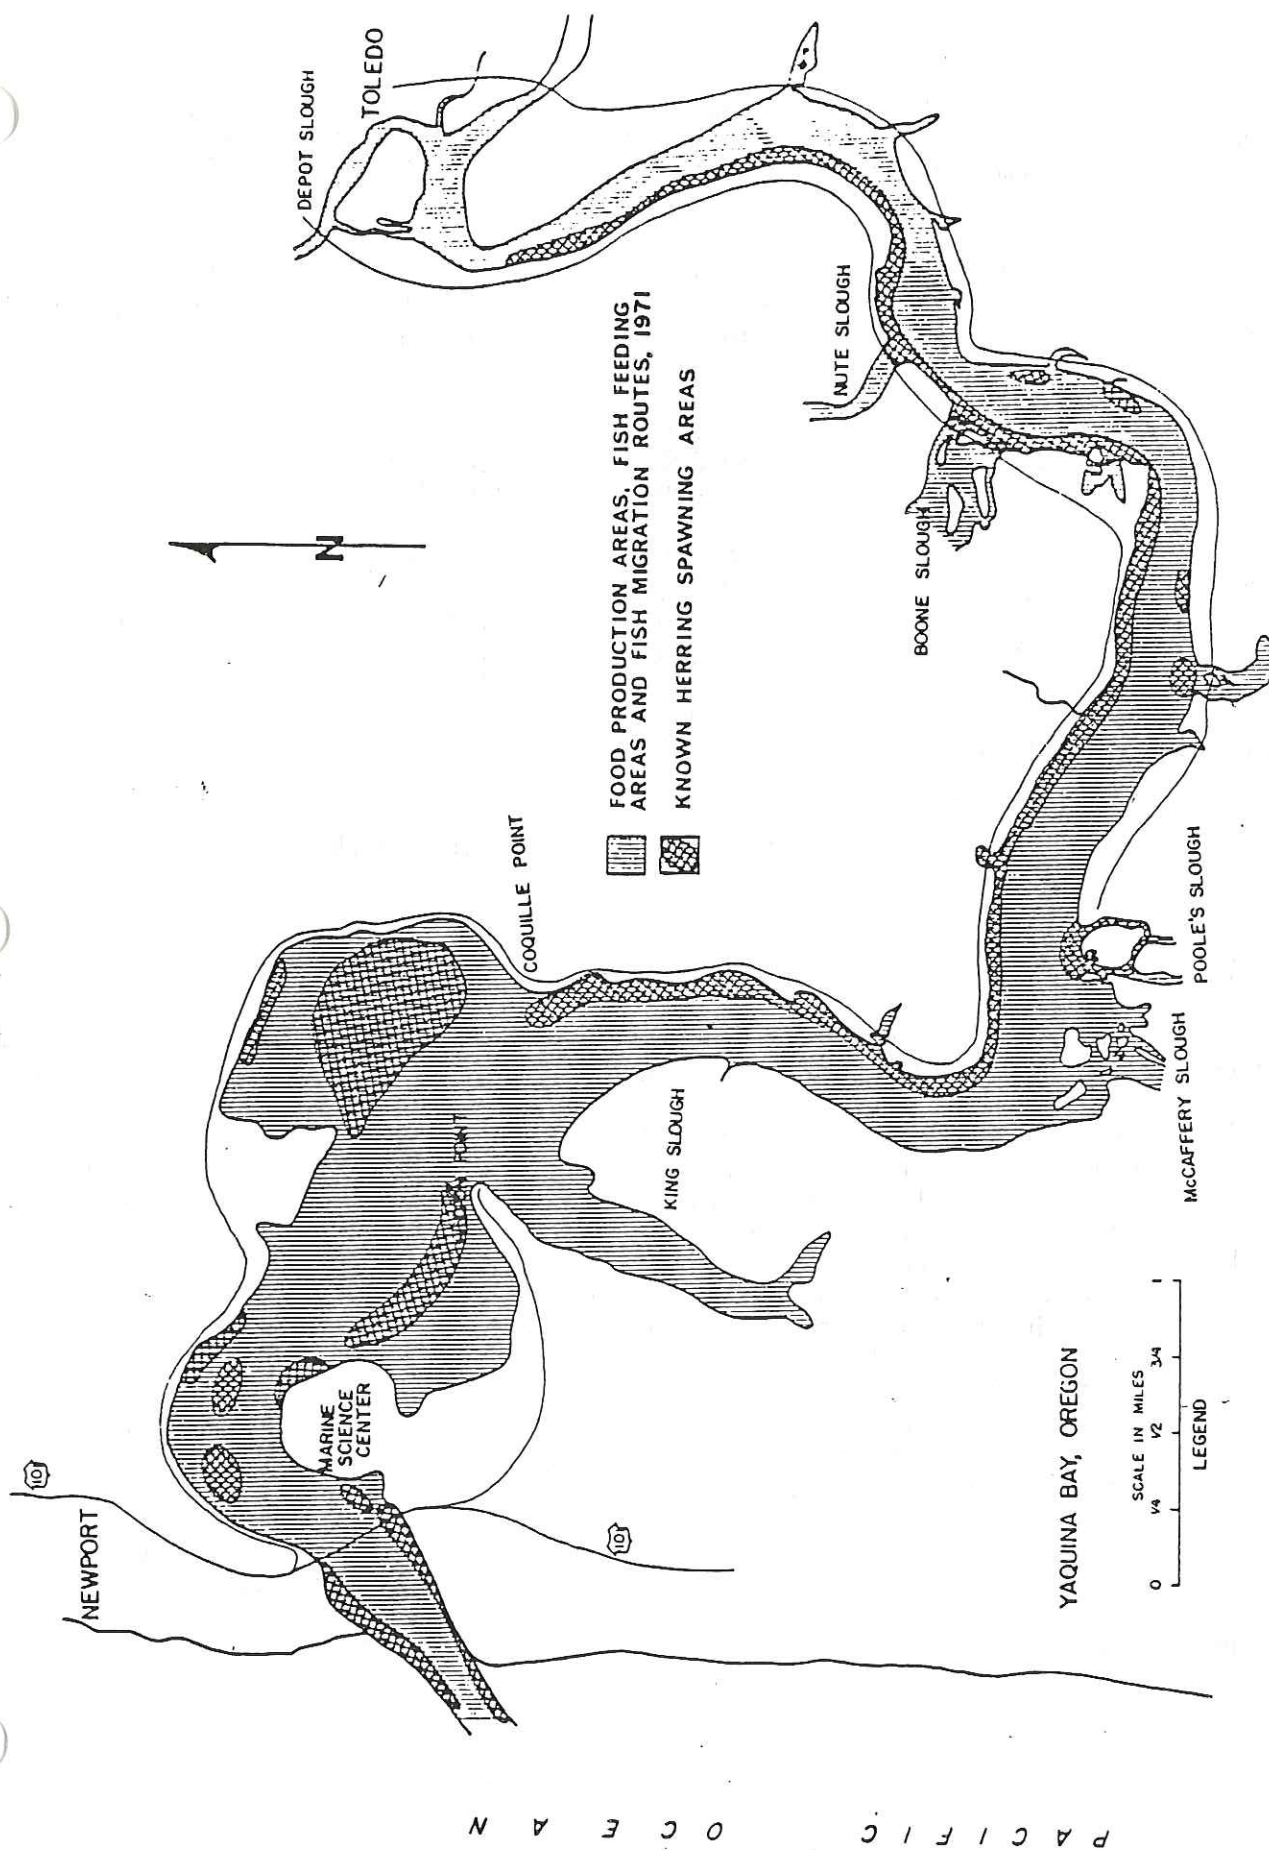 101
NEWPORT
DEPOT SLOUGH
TOLEDO
N
MARINE
SCIENCE
CENTER
POINT
COQUILLE POINT
FOOD PRODUCTION AREAS, FISH FEEDING
AREAS AND FISH MIGRATION ROUTES, 1971
KNOWN HERRING SPAWNING AREAS
101
KING SLOUGH
NUTE SLOUGH
BOONE SLOUGH
PACIFIC OCEAN
YAQUINA BAY, OREGON
SCALE IN MILES
0 1/4 1/2 3/4 1
LEGEND
McCAFFERY SLOUGH
POOLE'S SLOUGH